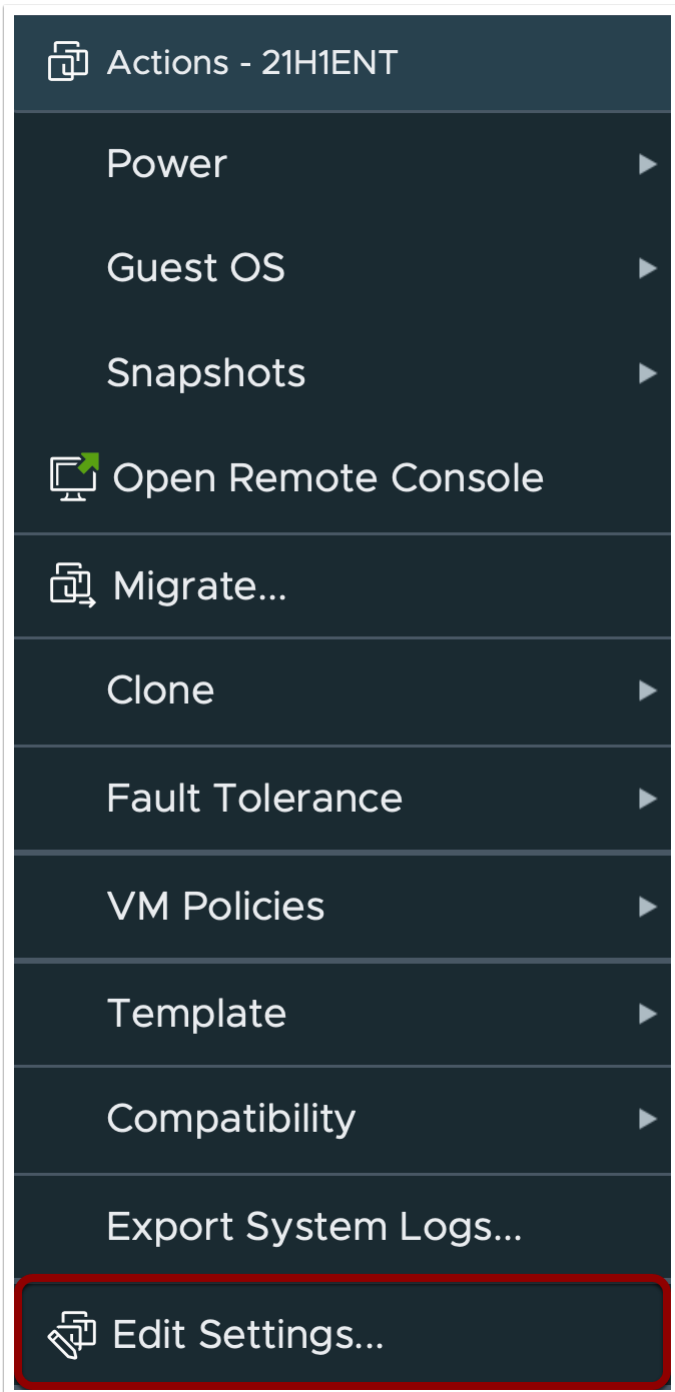 Actions - 21H1ENT
Power
Guest OS
Snapshots
Open Remote Console
Migrate...
Clone
Fault Tolerance
VM Policies
Template
Compatibility
Export System Logs...
Edit Settings...